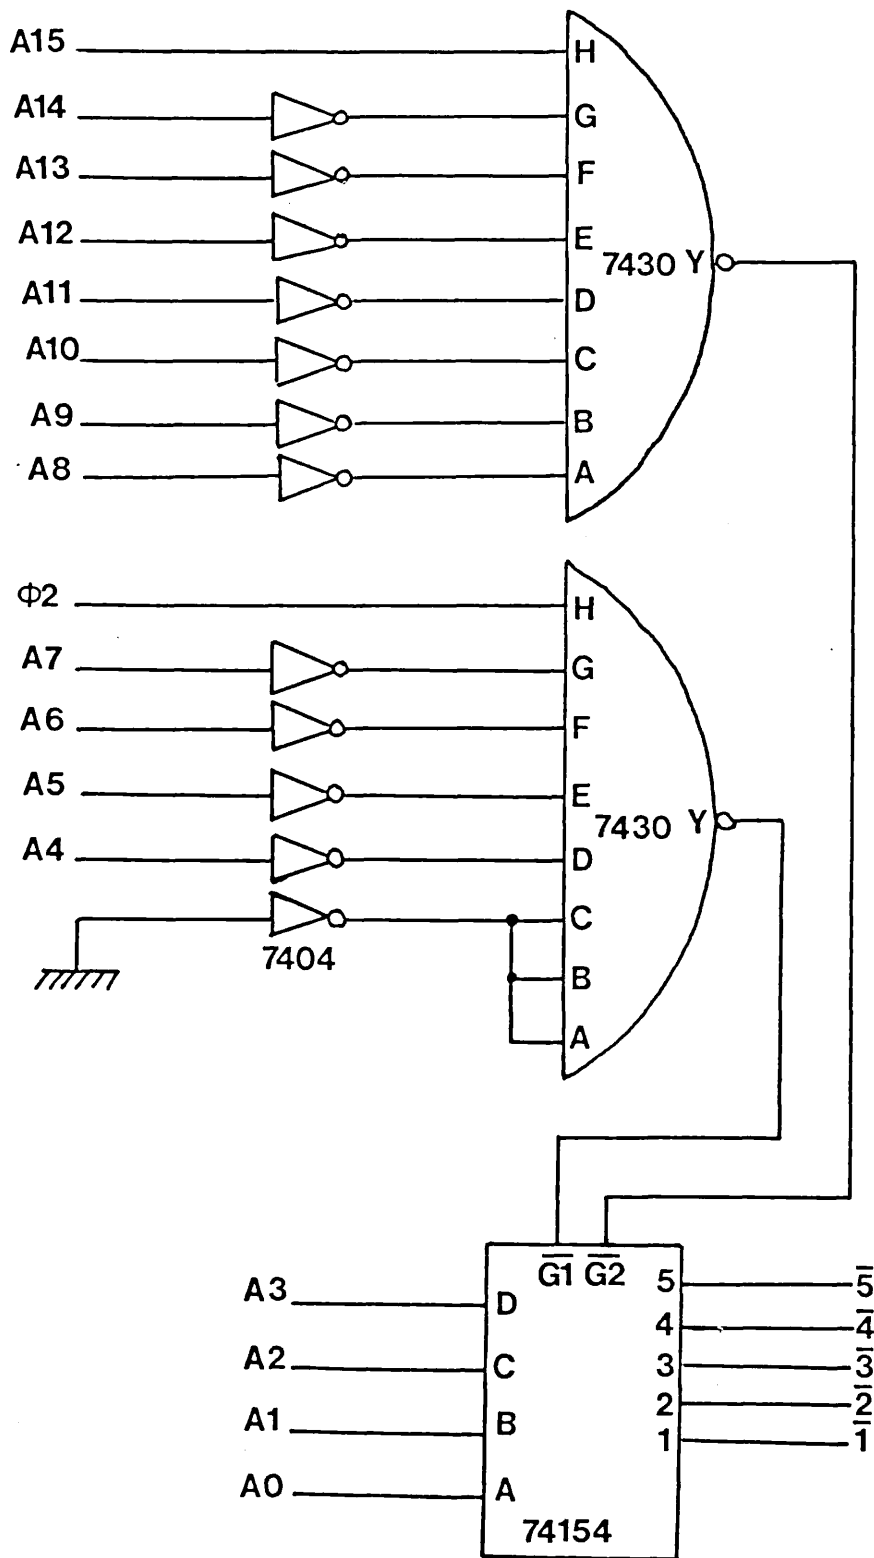 A15 H
A14 G
A13 F
A12 E
7430 Y
A11 D
A10 C
A9 B
A8 A
Φ2 H
A7 G
A6 F
A5 E
7430 Y
A4 D
C
7404
B
A
G1̅ G2̅
5 5̅
A3 D
4 4̅
A2 C
3 3̅
2 2̅
A1 B
1 1̅
A0 A
74154